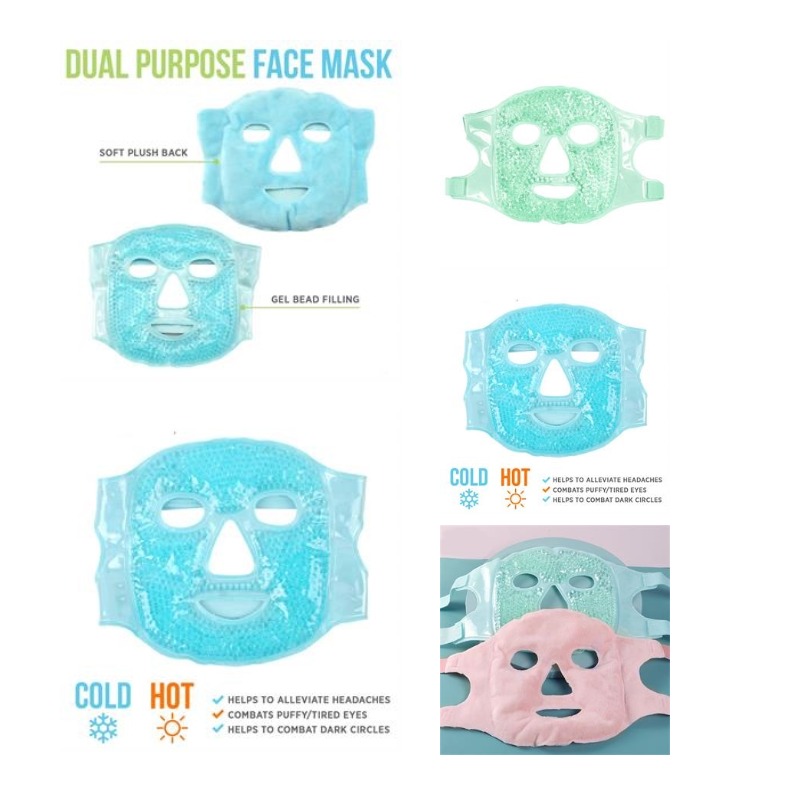 DUAL PURPOSE FACE MASK
SOFT PLUSH BACK
GEL BEAD FILLING
COLD HOT
HELPS TO ALLEVIATE HEADACHES
COMBATS PUFFY/TIRED EYES
HELPS TO COMBAT DARK CIRCLES
COLD HOT
HELPS TO ALLEVIATE HEADACHES
COMBATS PUFFY/TIRED EYES
HELPS TO COMBAT DARK CIRCLES